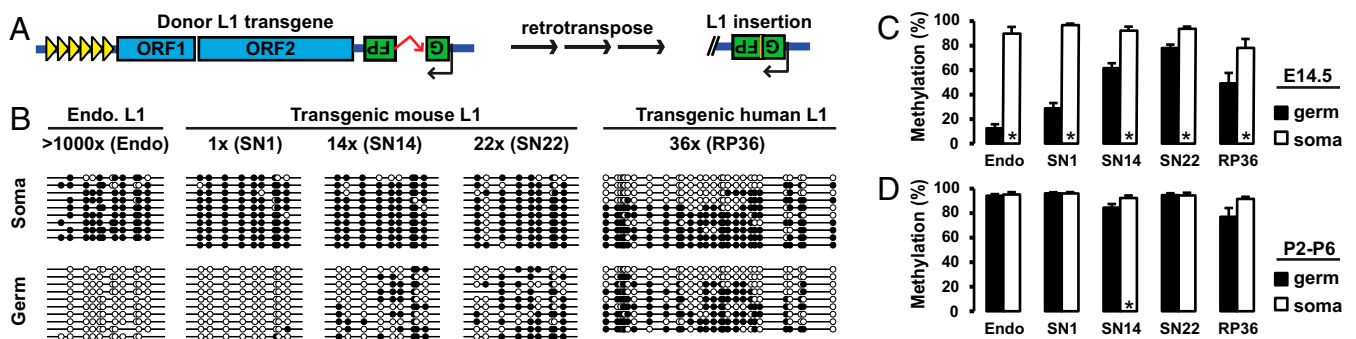 A
Donor L1 transgene
ORF1
ORF2
FP
G
retrotranspose
L1 insertion
FP
G
B
Endo. L1
Transgenic mouse L1
Transgenic human L1
>1000x (Endo)
1x (SN1)
14x (SN14)
22x (SN22)
36x (RP36)
Soma
Germ
C
Methylation (%)
100
80
60
40
20
0
*
*
*
*
*
Endo
SN1
SN14
SN22
RP36
E14.5
germ
soma
D
Methylation (%)
100
80
60
40
20
0
*
Endo
SN1
SN14
SN22
RP36
P2-P6
germ
soma